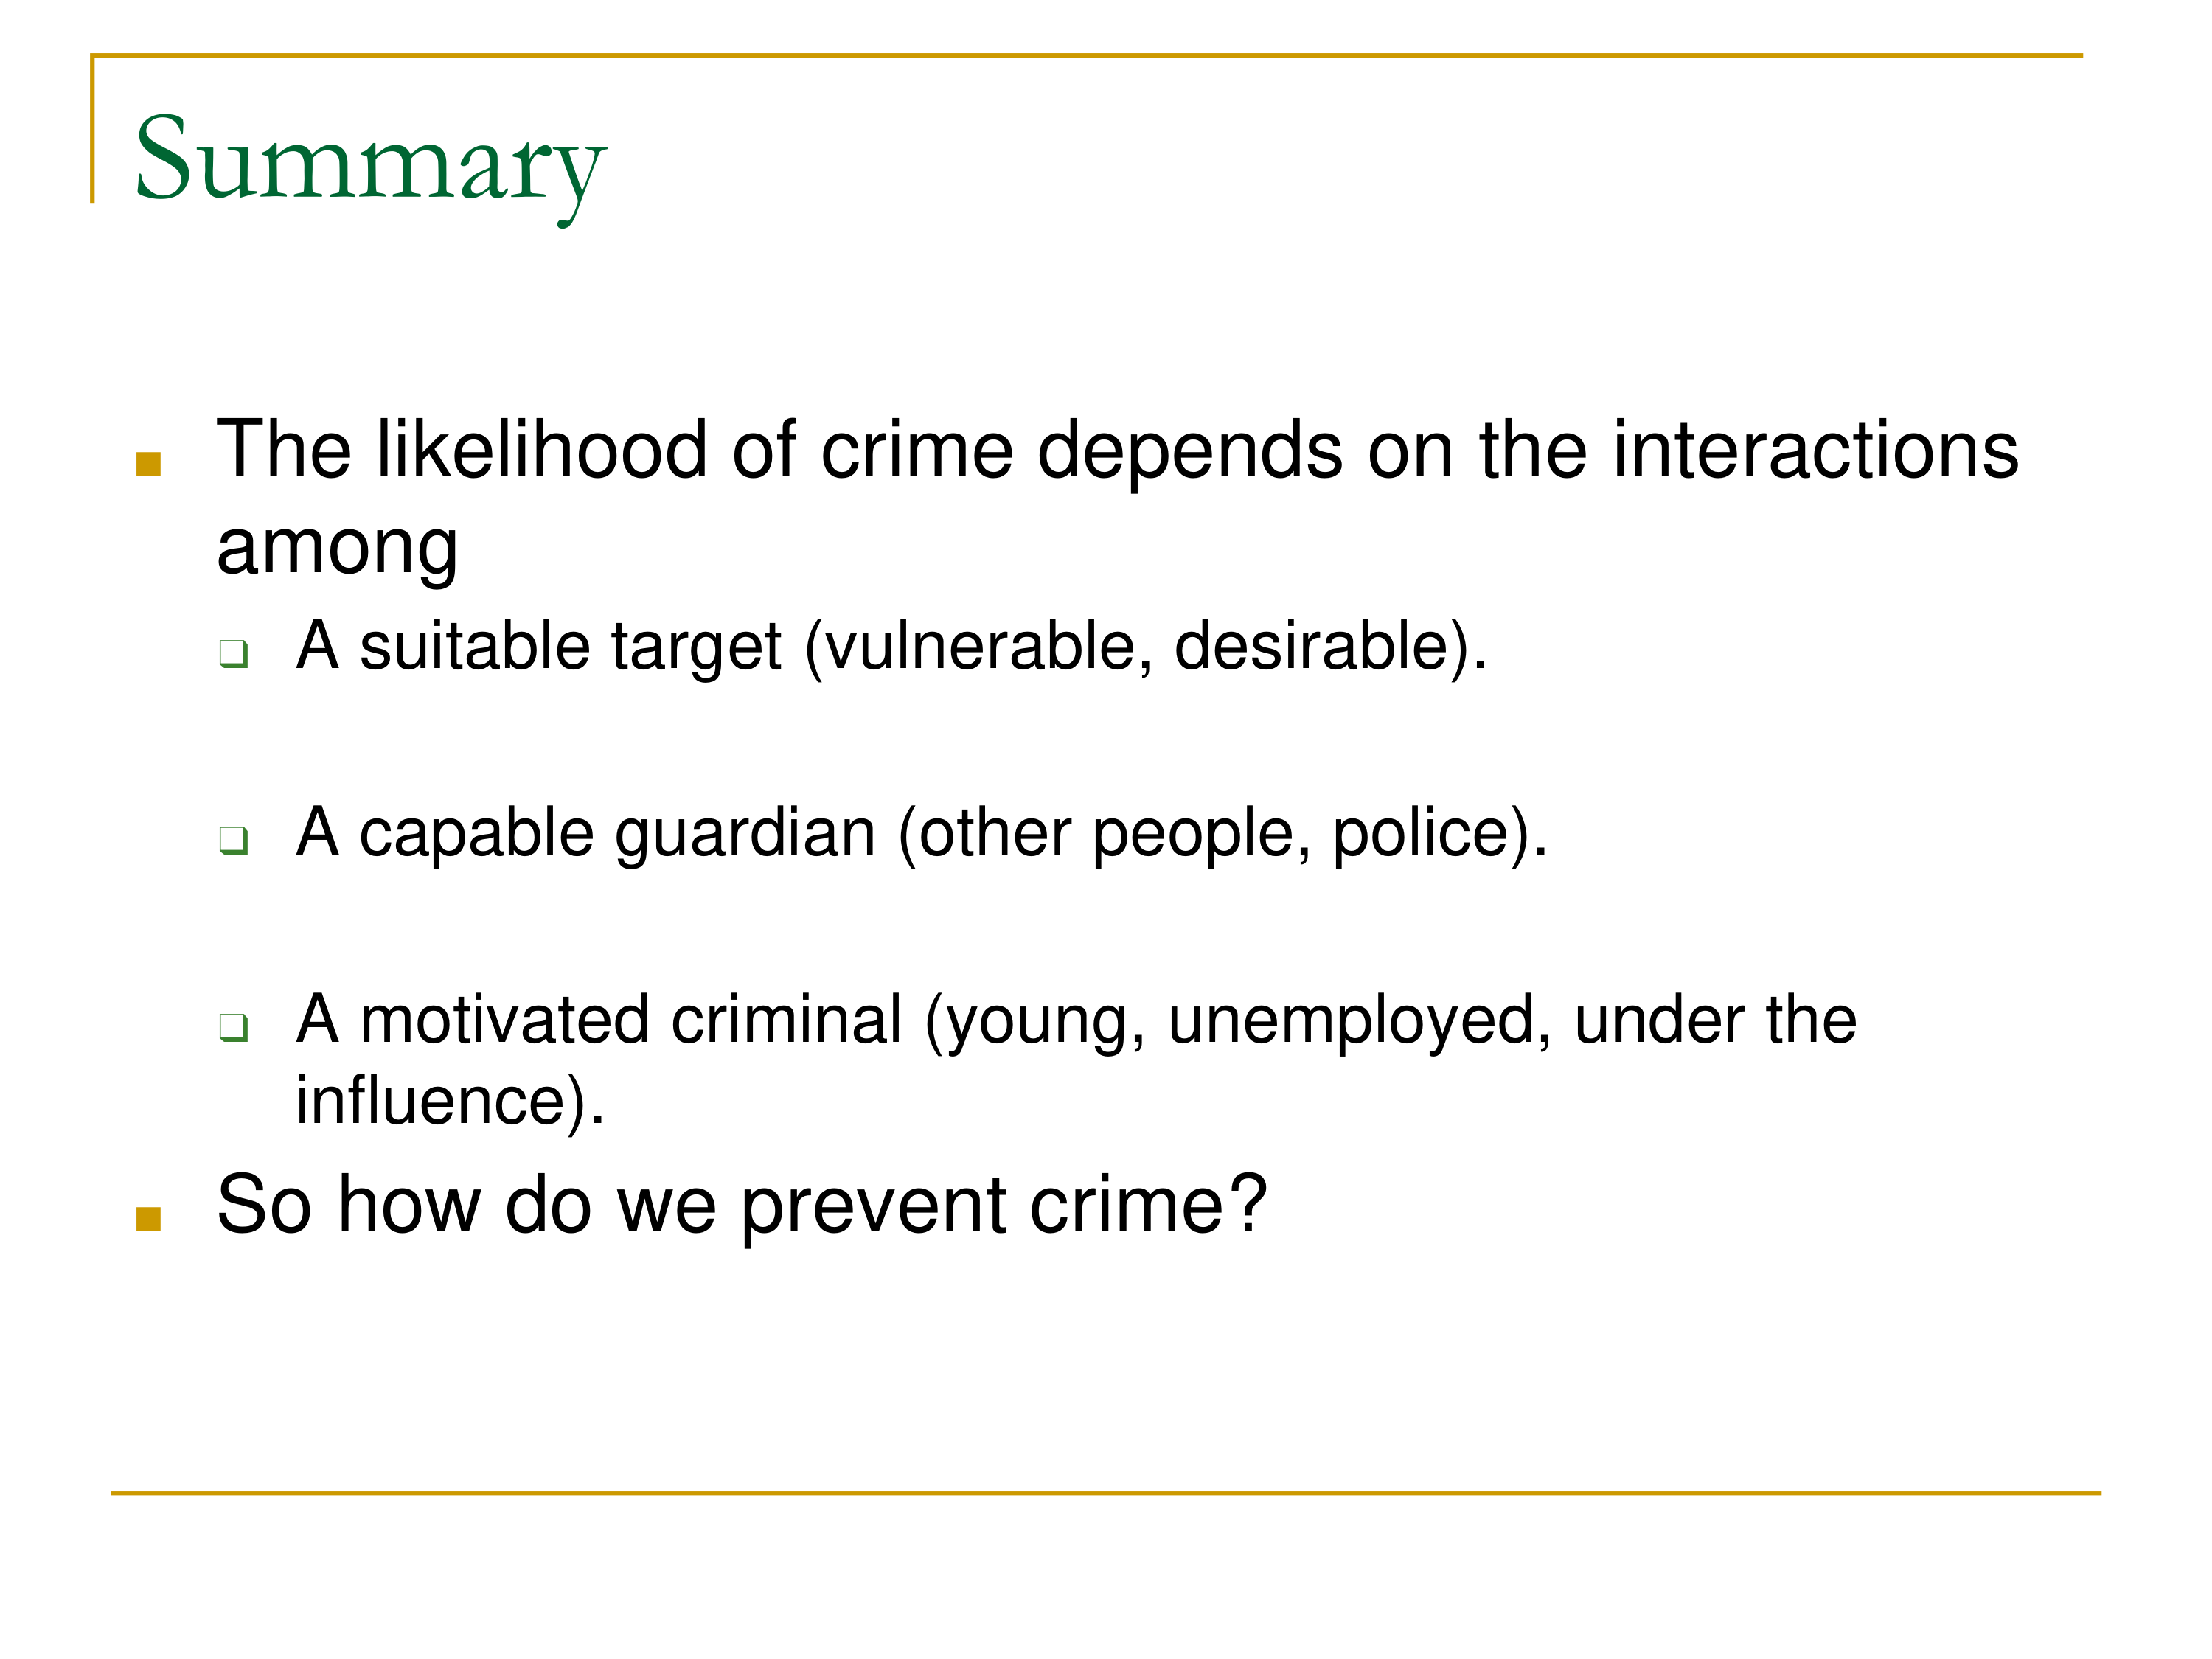 Summary
The likelihood of crime depends on the interactions
among
A suitable target (vulnerable, desirable).
A capable guardian (other people, police).
A motivated criminal (young, unemployed, under the
influence).
So how do we prevent crime?